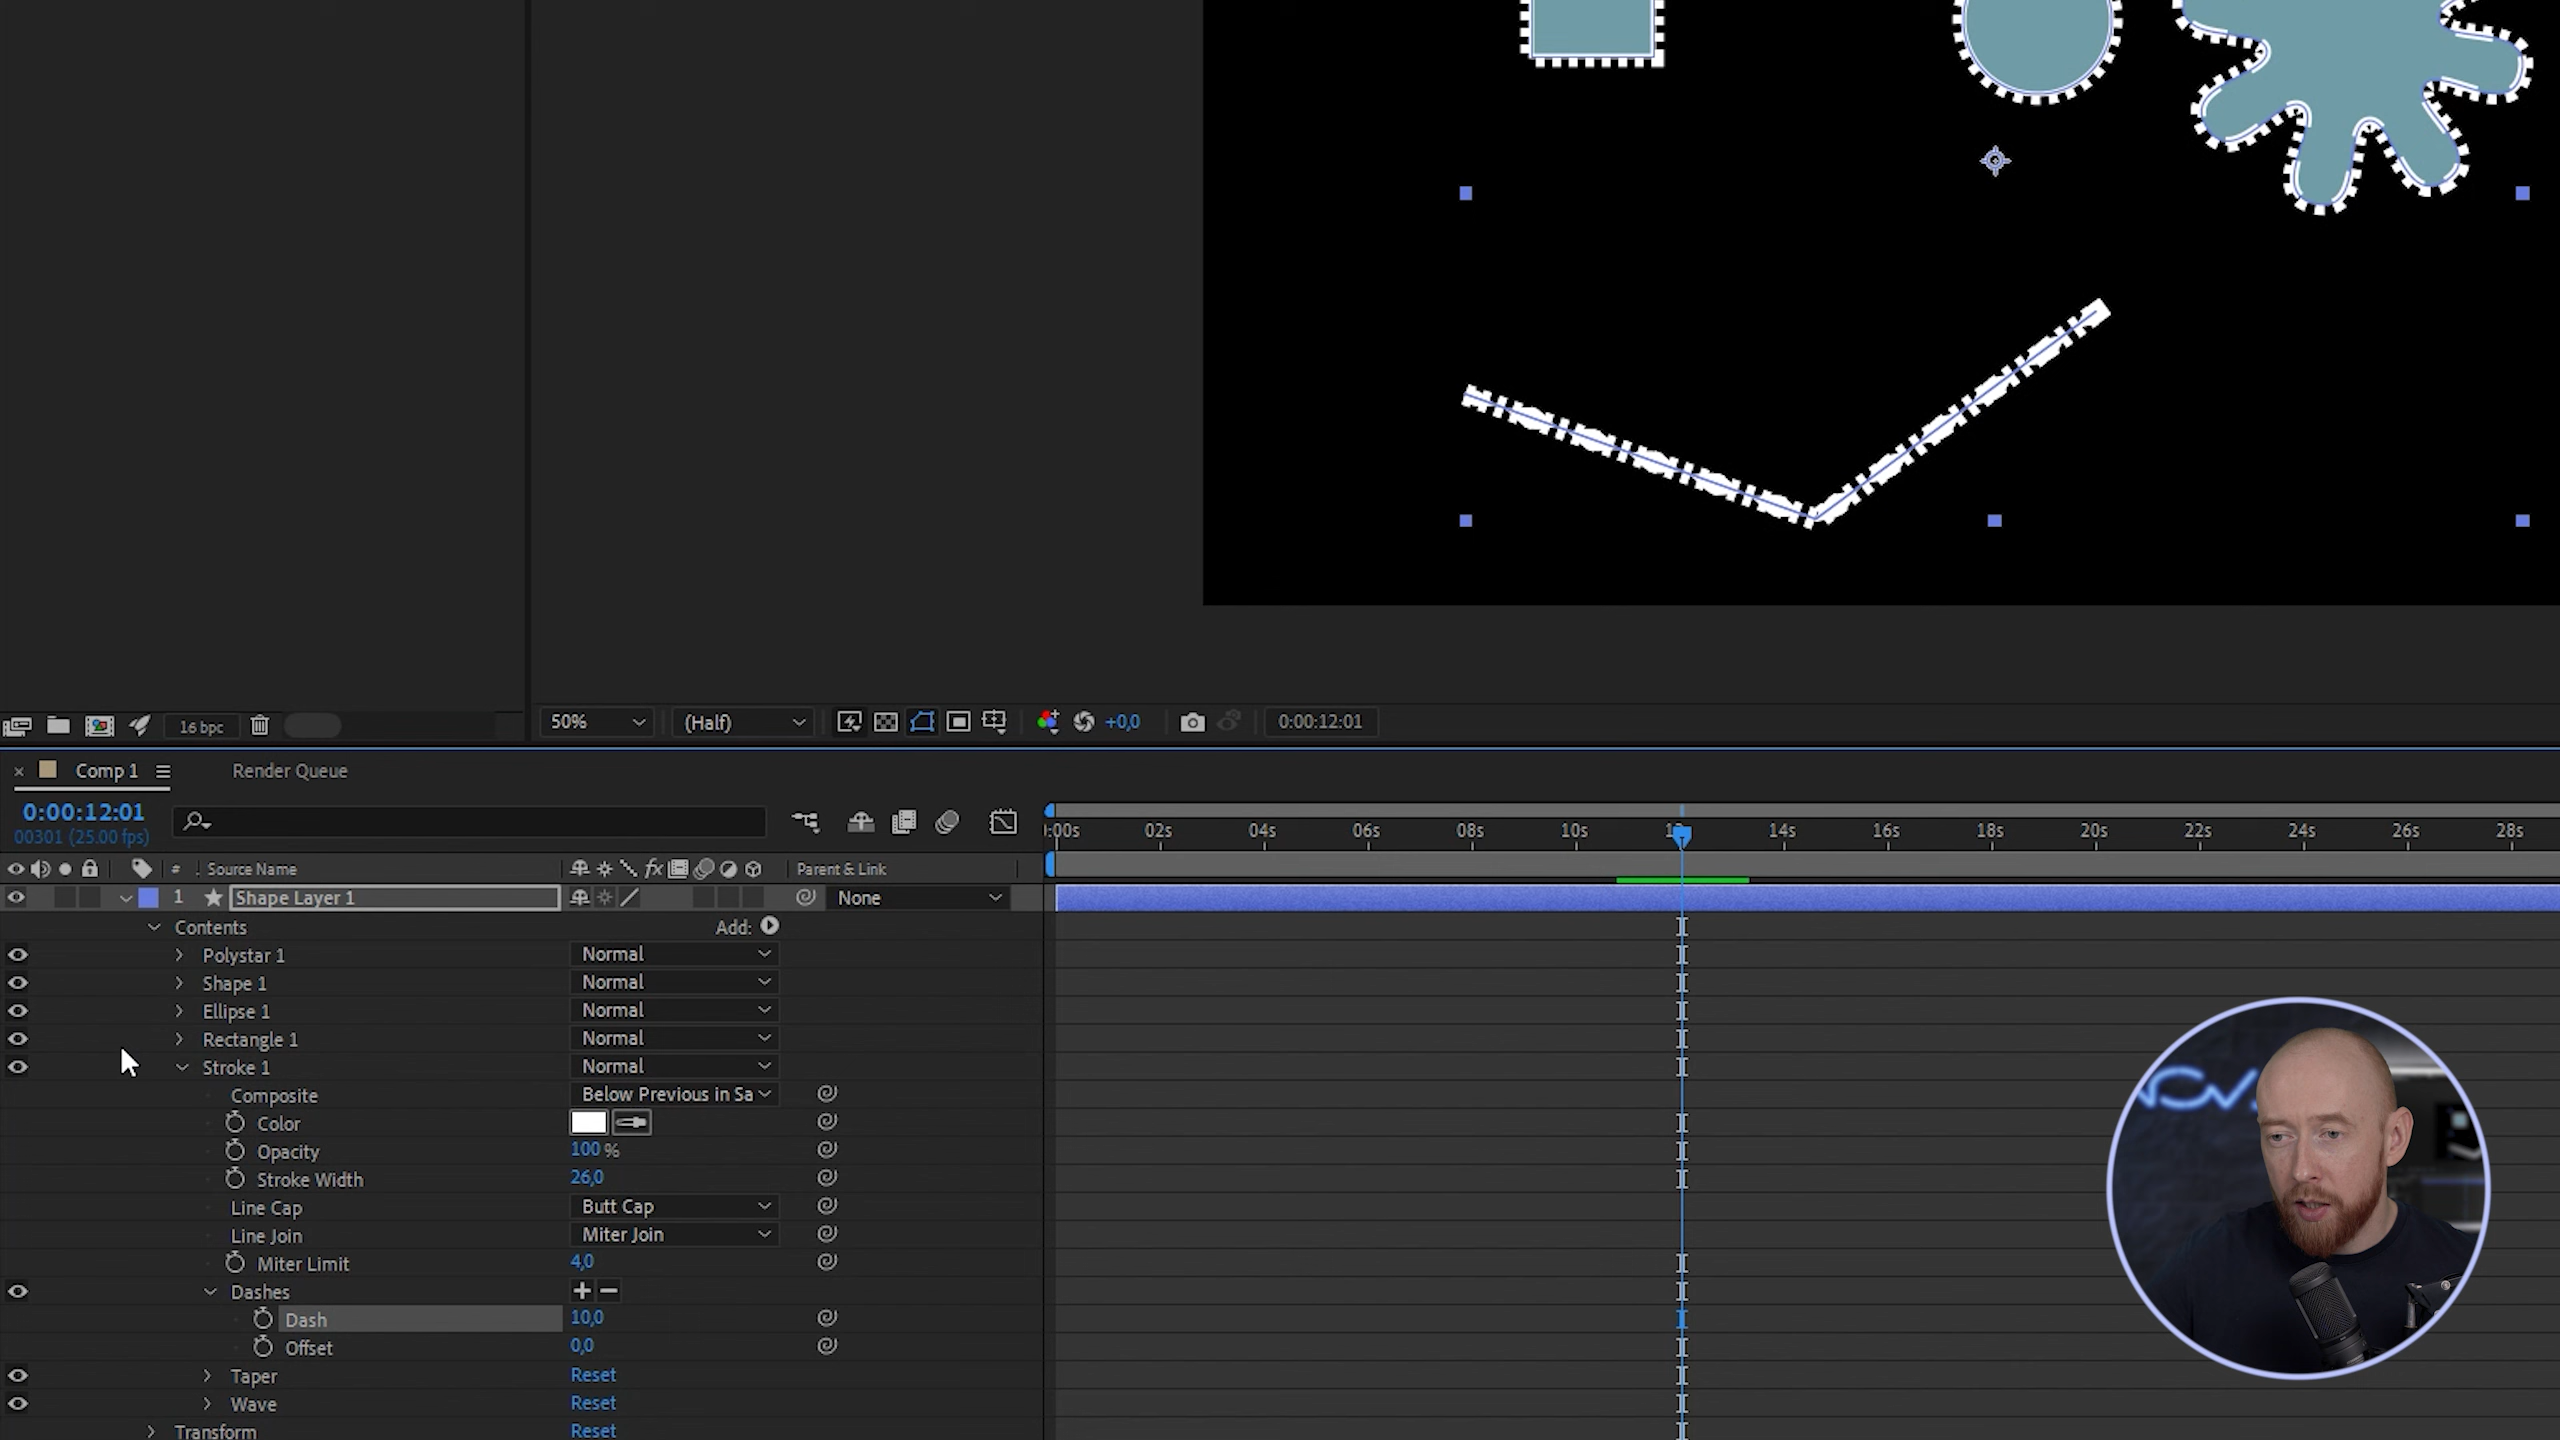 16 bpc
50%
(Half)
+0,0
0:00:12:01
Comp 1
Render Queue
0:00:12:01
00301 (25.00 fps)
:00s 02s 04s 06s 08s 10s 14s 16s 18s 20s 22s 24s 26s 28s
# . Source Name
fx
Parent & Link
1 Shape Layer 1
None
Contents
Add:
Polystar 1 Normal
Shape 1 Normal
Ellipse 1 Normal
Rectangle 1 Normal
Stroke 1 Normal
Composite Below Previous in Sa
Color
Opacity 100 %
Stroke Width 26,0
Line Cap Butt Cap
Line Join Miter Join
Miter Limit 4,0
Dashes + −
Dash 10,0
Offset 0,0
Taper Reset
Wave Reset
Transform Reset